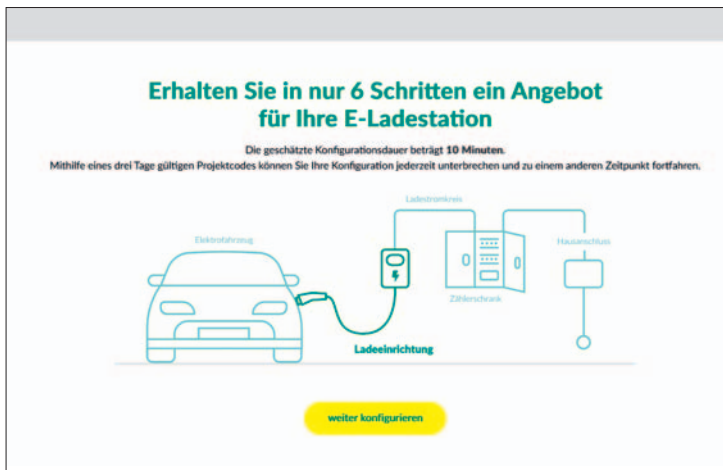 Erhalten Sie in nur 6 Schritten ein Angebot
für Ihre E-Ladestation
Die geschätzte Konfigurationsdauer beträgt 10 Minuten.
Mithilfe eines drei Tage gültigen Projektcodes können Sie Ihre Konfiguration jederzeit unterbrechen und zu einem anderen Zeitpunkt fortfahren.
Ladestromkreis
Elektrofahrzeug
Hausanschluss
Zählerschrank
Ladeeinrichtung
weiter konfigurieren